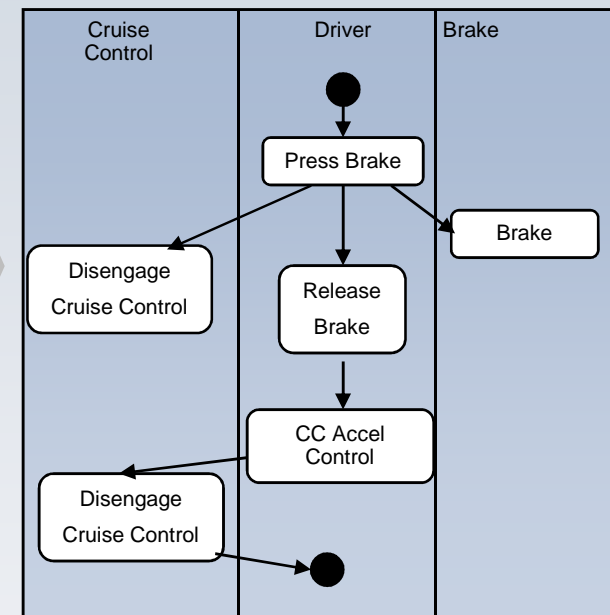 Cruise
Control
Driver
Brake
Press Brake
Brake
Disengage
Cruise Control
Release
Brake
CC Accel
Control
Disengage
Cruise Control